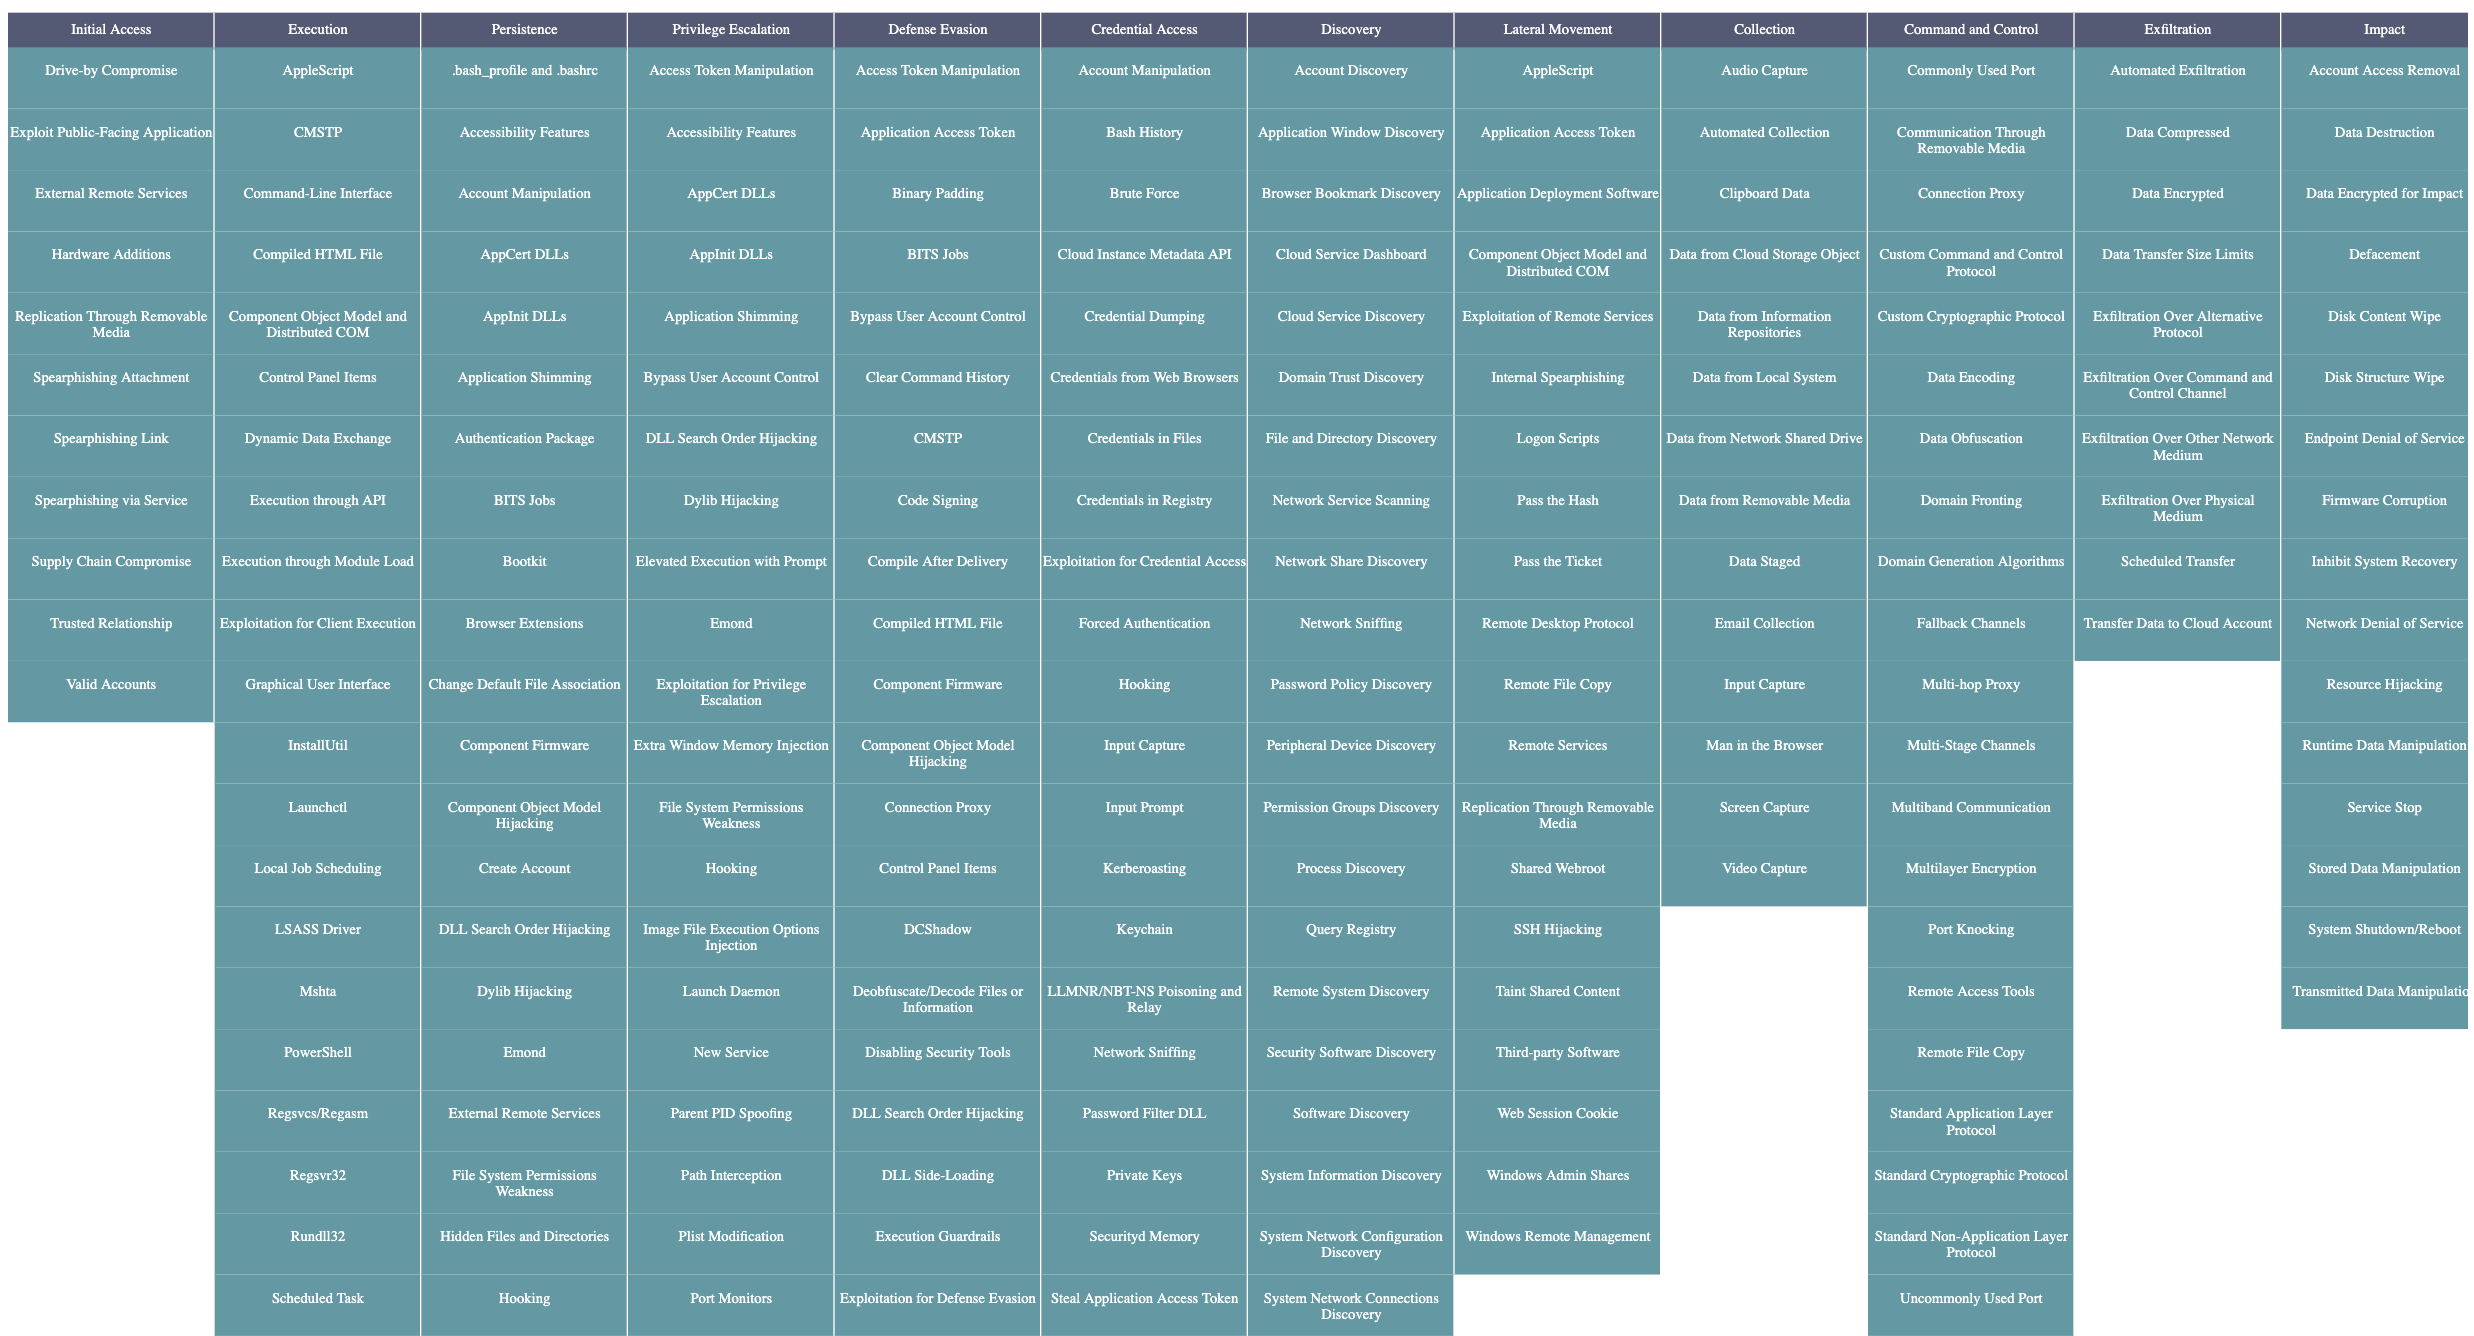 Initial Access
Drive-by Compromise
Exploit Public-Facing Application
External Remote Services
Hardware Additions
Replication Through Removable
Media
Spearphishing Attachment
Spearphishing Link
Spearphishing via Service
Supply Chain Compromise
Trusted Relationship
Valid Accounts
Execution
AppleScript
CMSTP
Command-Line Interface
Compiled HTML File
Component Object Model and
Distributed COM
Control Panel Items
Dynamic Data Exchange
Execution through API
Execution through Module Load
Exploitation for Client Execution
Graphical User Interface
InstallUtil
Launchctl
Local Job Scheduling
LSASS Driver
Mshta
PowerShell
Regsvcs/Regasm
Regsvr32
Rundll32
Scheduled Task
Persistence
.bash_profile and .bashrc
Accessibility Features
Account Manipulation
AppCert DLLs
AppInit DLLs
Application Shimming
Authentication Package
BITS Jobs
Bootkit
Browser Extensions
Change Default File Association
Component Firmware
Component Object Model
Hijacking
Create Account
DLL Search Order Hijacking
Dylib Hijacking
Emond
External Remote Services
File System Permissions
Weakness
Hidden Files and Directories
Hooking
Privilege Escalation
Access Token Manipulation
Accessibility Features
AppCert DLLs
AppInit DLLs
Application Shimming
Bypass User Account Control
DLL Search Order Hijacking
Dylib Hijacking
Elevated Execution with Prompt
Emond
Exploitation for Privilege
Escalation
Extra Window Memory Injection
File System Permissions
Weakness
Hooking
Image File Execution Options
Injection
Launch Daemon
New Service
Parent PID Spoofing
Path Interception
Plist Modification
Port Monitors
Defense Evasion
Access Token Manipulation
Application Access Token
Binary Padding
BITS Jobs
Bypass User Account Control
Clear Command History
CMSTP
Code Signing
Compile After Delivery
Compiled HTML File
Component Firmware
Component Object Model
Hijacking
Connection Proxy
Control Panel Items
DCShadow
Deobfuscate/Decode Files or
Information
Disabling Security Tools
DLL Search Order Hijacking
DLL Side-Loading
Execution Guardrails
Exploitation for Defense Evasion
Credential Access
Account Manipulation
Bash History
Brute Force
Cloud Instance Metadata API
Credential Dumping
Credentials from Web Browsers
Credentials in Files
Credentials in Registry
Exploitation for Credential Access
Forced Authentication
Hooking
Input Capture
Input Prompt
Kerberoasting
Keychain
LLMNR/NBT-NS Poisoning and
Relay
Network Sniffing
Password Filter DLL
Private Keys
Securityd Memory
Steal Application Access Token
Discovery
Account Discovery
Application Window Discovery
Browser Bookmark Discovery
Cloud Service Dashboard
Cloud Service Discovery
Domain Trust Discovery
File and Directory Discovery
Network Service Scanning
Network Share Discovery
Network Sniffing
Password Policy Discovery
Peripheral Device Discovery
Permission Groups Discovery
Process Discovery
Query Registry
Remote System Discovery
Security Software Discovery
Software Discovery
System Information Discovery
System Network Configuration
Discovery
System Network Connections
Discovery
Lateral Movement
AppleScript
Application Access Token
Application Deployment Software
Component Object Model and
Distributed COM
Exploitation of Remote Services
Internal Spearphishing
Logon Scripts
Pass the Hash
Pass the Ticket
Remote Desktop Protocol
Remote File Copy
Remote Services
Replication Through Removable
Media
Shared Webroot
SSH Hijacking
Taint Shared Content
Third-party Software
Web Session Cookie
Windows Admin Shares
Windows Remote Management
Collection
Audio Capture
Automated Collection
Clipboard Data
Data from Cloud Storage Object
Data from Information
Repositories
Data from Local System
Data from Network Shared Drive
Data from Removable Media
Data Staged
Email Collection
Input Capture
Man in the Browser
Screen Capture
Video Capture
Command and Control
Commonly Used Port
Communication Through
Removable Media
Connection Proxy
Custom Command and Control
Protocol
Custom Cryptographic Protocol
Data Encoding
Data Obfuscation
Domain Fronting
Domain Generation Algorithms
Fallback Channels
Multi-hop Proxy
Multi-Stage Channels
Multiband Communication
Multilayer Encryption
Port Knocking
Remote Access Tools
Remote File Copy
Standard Application Layer
Protocol
Standard Cryptographic Protocol
Standard Non-Application Layer
Protocol
Uncommonly Used Port
Exfiltration
Automated Exfiltration
Data Compressed
Data Encrypted
Data Transfer Size Limits
Exfiltration Over Alternative
Protocol
Exfiltration Over Command and
Control Channel
Exfiltration Over Other Network
Medium
Exfiltration Over Physical
Medium
Scheduled Transfer
Transfer Data to Cloud Account
Impact
Account Access Removal
Data Destruction
Data Encrypted for Impact
Defacement
Disk Content Wipe
Disk Structure Wipe
Endpoint Denial of Service
Firmware Corruption
Inhibit System Recovery
Network Denial of Service
Resource Hijacking
Runtime Data Manipulation
Service Stop
Stored Data Manipulation
System Shutdown/Reboot
Transmitted Data Manipulatio